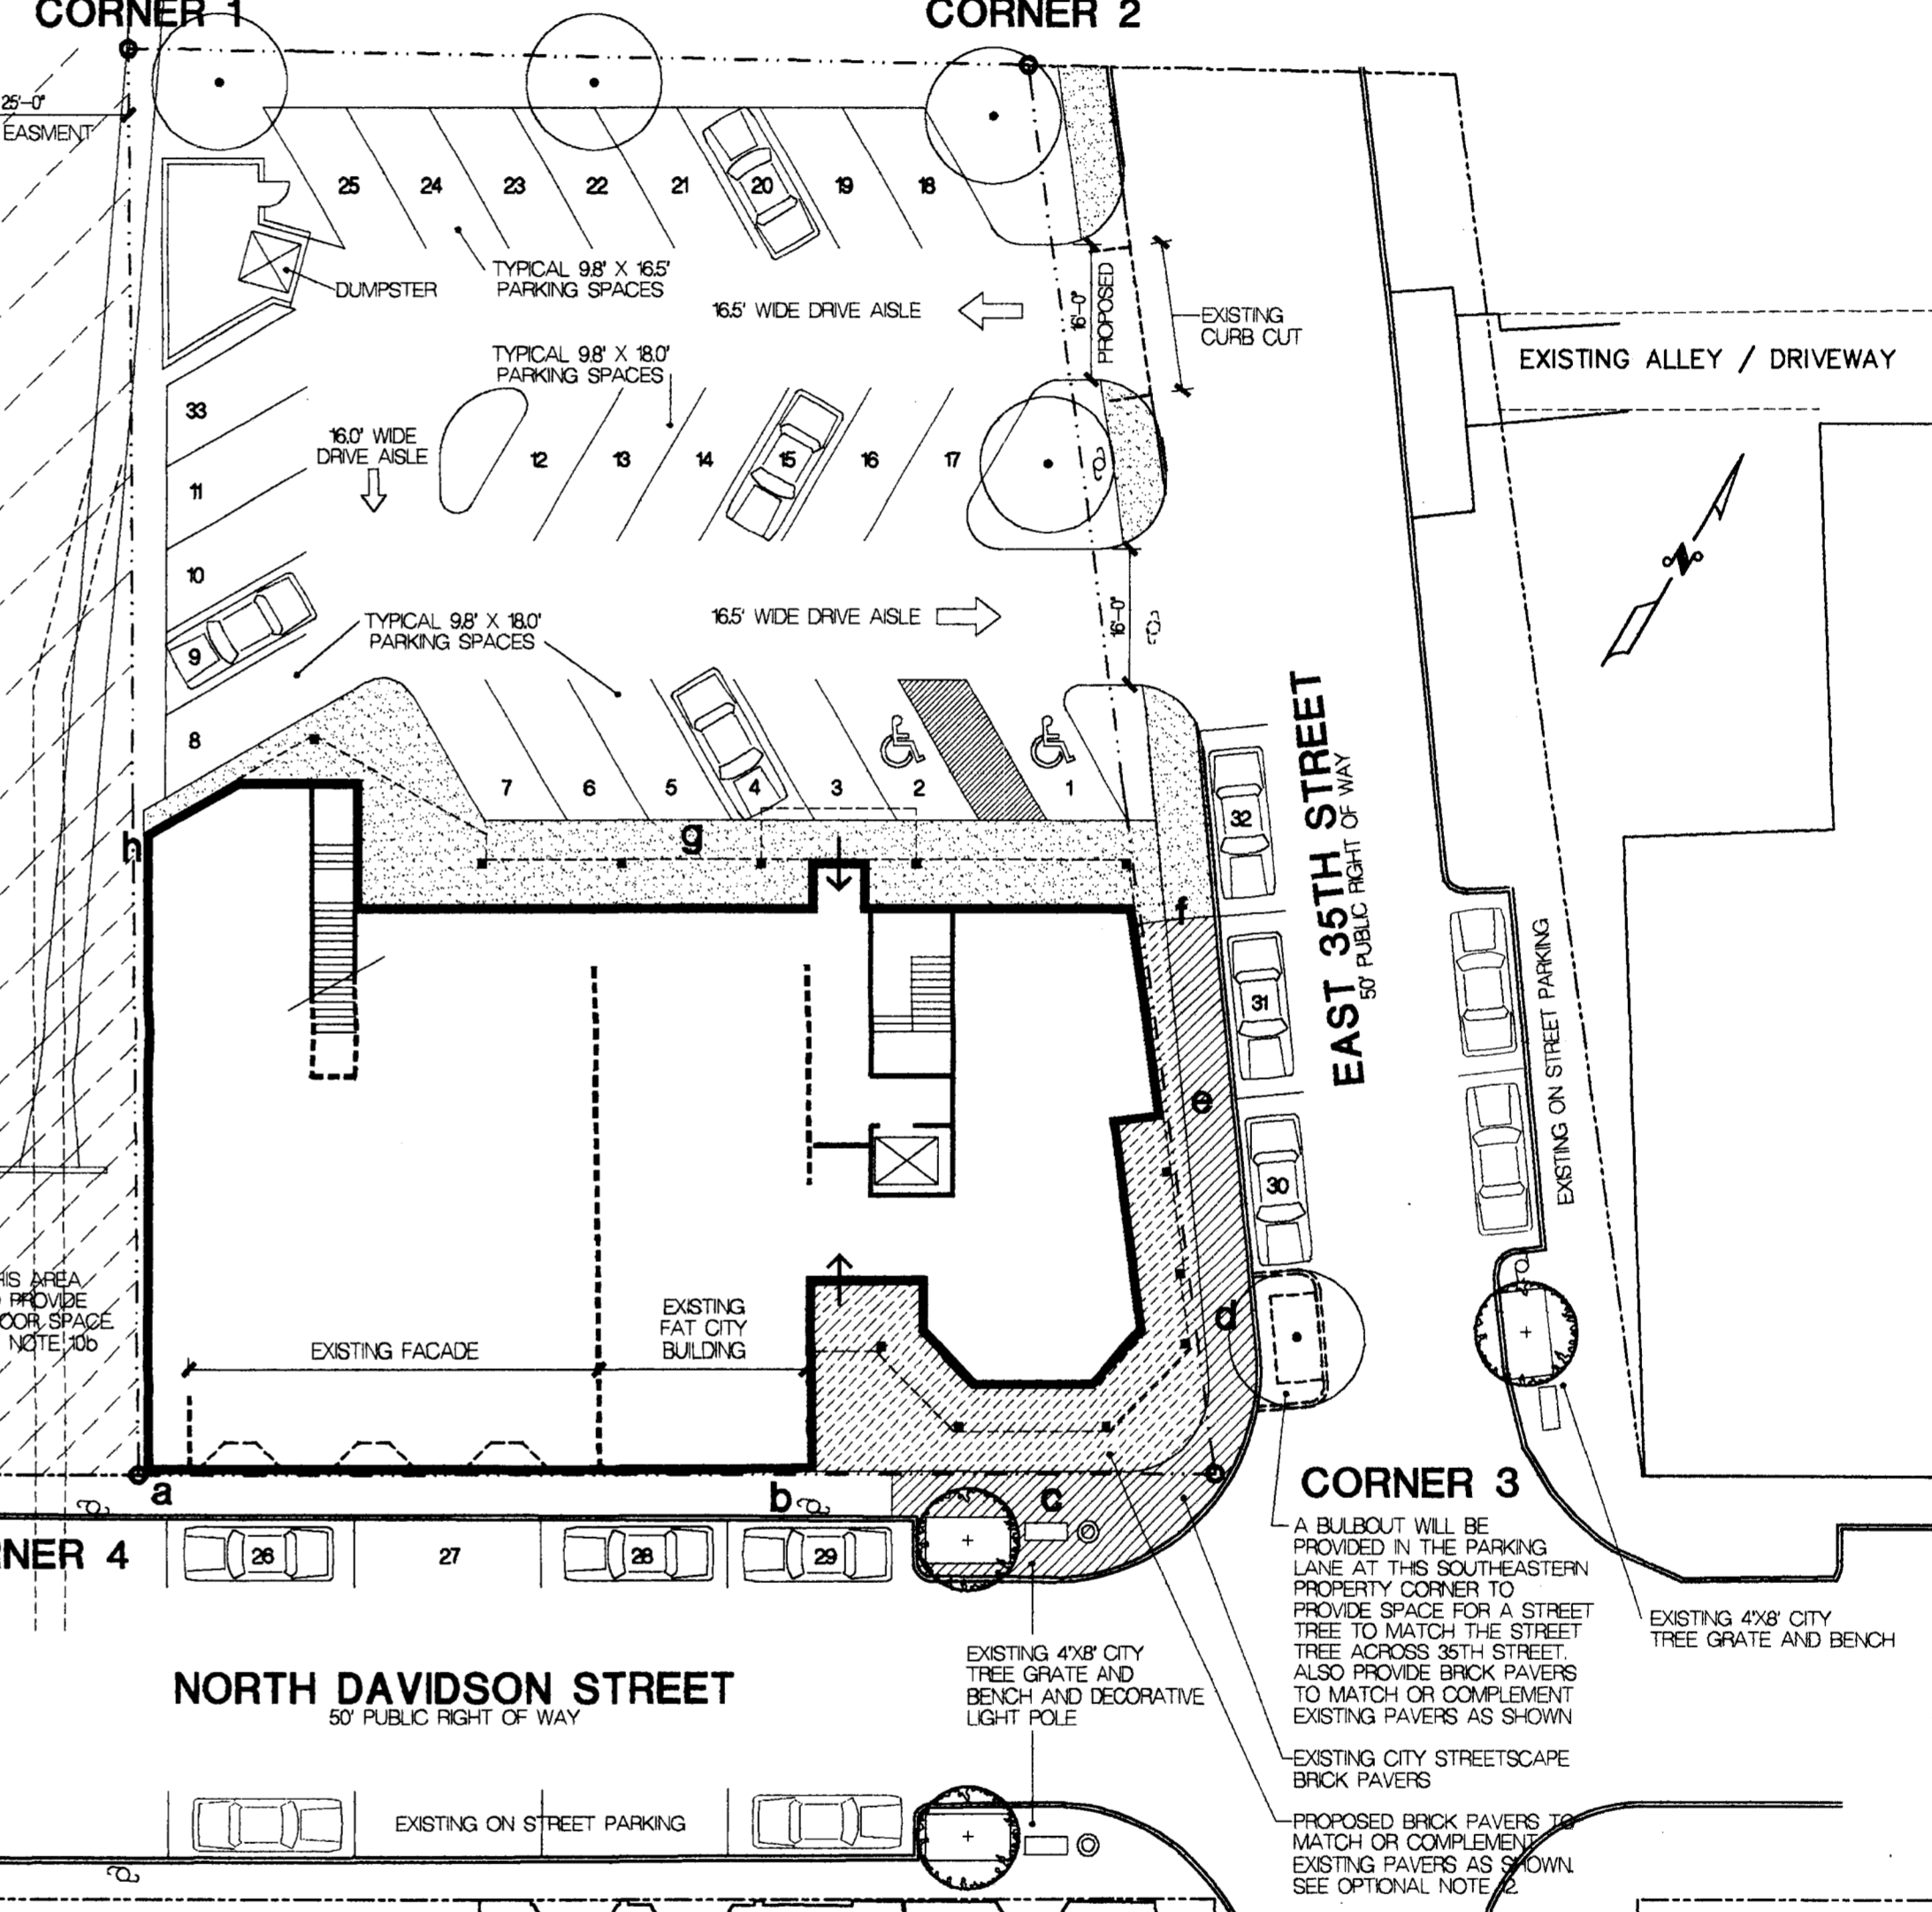 CORNER 1
CORNER 2
25'-0"
EASMENT
25
24
23
22
21
20
19
18
TYPICAL 9.8' X 16.5'
PARKING SPACES
DUMPSTER
16.5' WIDE DRIVE AISLE
16'-0"
PROPOSED
EXISTING
CURB CUT
EXISTING ALLEY / DRIVEWAY
TYPICAL 9.8' X 18.0'
PARKING SPACES
33
11
10
9
8
16.0' WIDE
DRIVE AISLE
12
13
14
15
16
17
N
TYPICAL 9.8' X 18.0'
PARKING SPACES
16.5' WIDE DRIVE AISLE
16'-0"
7
6
5
4
3
2
1
h
g
f
e
d
32
31
30
EAST 35TH STREET
50' PUBLIC RIGHT OF WAY
EXISTING ON STREET PARKING
HIS AREA
PROVIDE
OOR SPACE.
NOTE 10b
EXISTING FACADE
EXISTING
FAT CITY
BUILDING
a
b
c
RNER 4
26
27
28
29
CORNER 3
A BULBOUT WILL BE
PROVIDED IN THE PARKING
LANE AT THIS SOUTHEASTERN
PROPERTY CORNER TO
PROVIDE SPACE FOR A STREET
TREE TO MATCH THE STREET
TREE ACROSS 35TH STREET.
ALSO PROVIDE BRICK PAVERS
TO MATCH OR COMPLEMENT
EXISTING PAVERS AS SHOWN
EXISTING 4'X8' CITY
TREE GRATE AND BENCH
EXISTING 4'X8' CITY
TREE GRATE AND
BENCH AND DECORATIVE
LIGHT POLE
NORTH DAVIDSON STREET
50' PUBLIC RIGHT OF WAY
EXISTING CITY STREETSCAPE
BRICK PAVERS
EXISTING ON STREET PARKING
PROPOSED BRICK PAVERS TO
MATCH OR COMPLEMENT
EXISTING PAVERS AS SHOWN.
SEE OPTIONAL NOTE